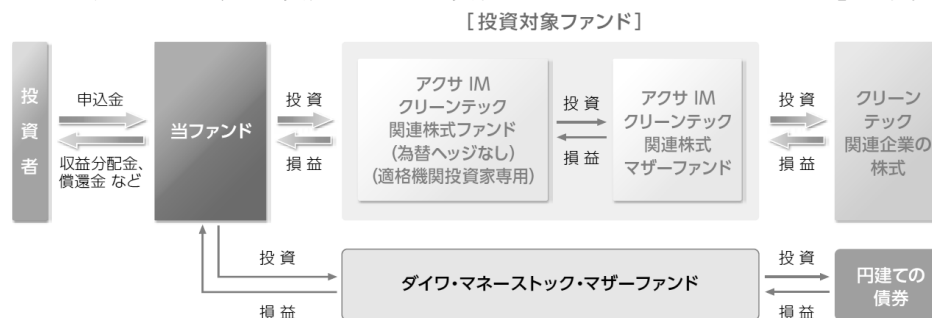 [投資対象ファンド]
投資者
申込金
収益分配金、
償還金 など
当ファンド
投資
損益
アクサ IM
クリーンテック
関連株式ファンド
(為替ヘッジなし)
(適格機関投資家専用)
投資
損益
アクサ IM
クリーンテック
関連株式
マザーファンド
投資
損益
クリーン
テック
関連企業の
株式
投資
損益
ダイワ・マネーストック・マザーファンド
投資
損益
円建ての
債券